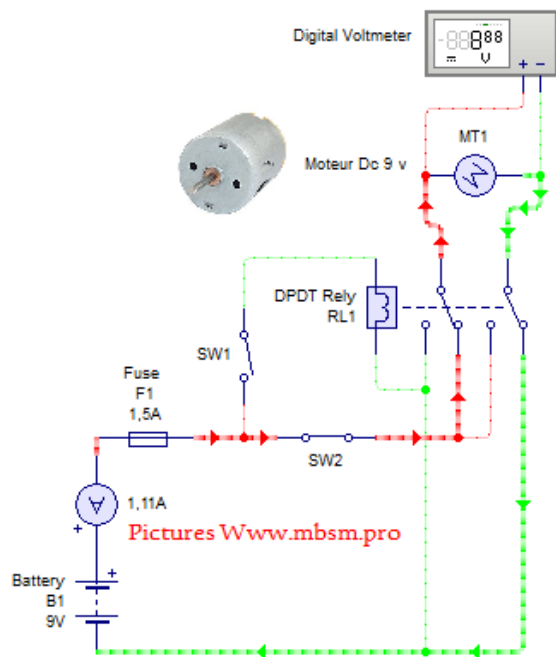 Digital Voltmeter
-888888
V
+ −
MT1
Moteur Dc 9 v
DPDT Rely
RL1
SW1
Fuse
F1
1,5A
SW2
A
1,11A
+
Pictures Www.mbsm.pro
+
Battery
B1
9V